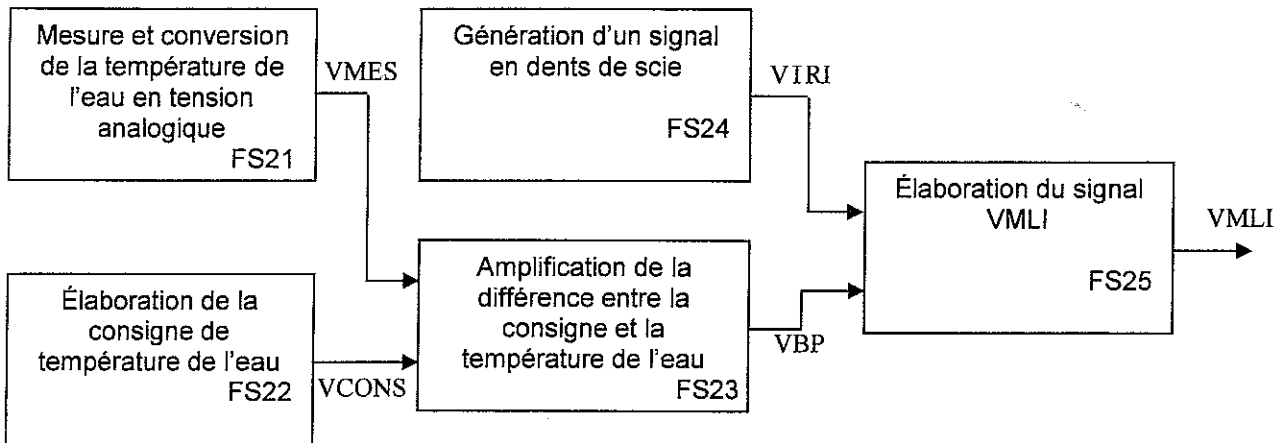 Mesure et conversion
de la température de
l'eau en tension
analogique
FS21
VMES
Génération d'un signal
en dents de scie
FS24
VIRI
Élaboration du signal
VMLI
FS25
VMLI
Élaboration de la
consigne de
température de l'eau
FS22
VCONS
Amplification de la
différence entre la
consigne et la
température de l'eau
FS23
VBP